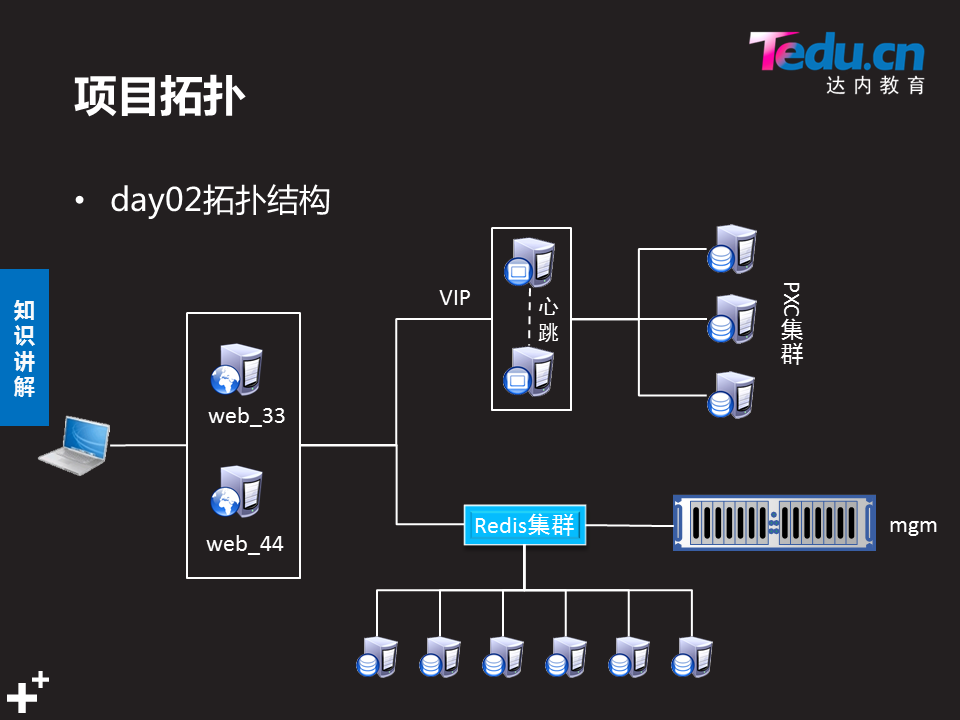 Tedu.cn
达内教育
项目拓扑
• day02拓扑结构
知识讲解
VIP
心跳
PXC集群
web_33
web_44
Redis集群
mgm